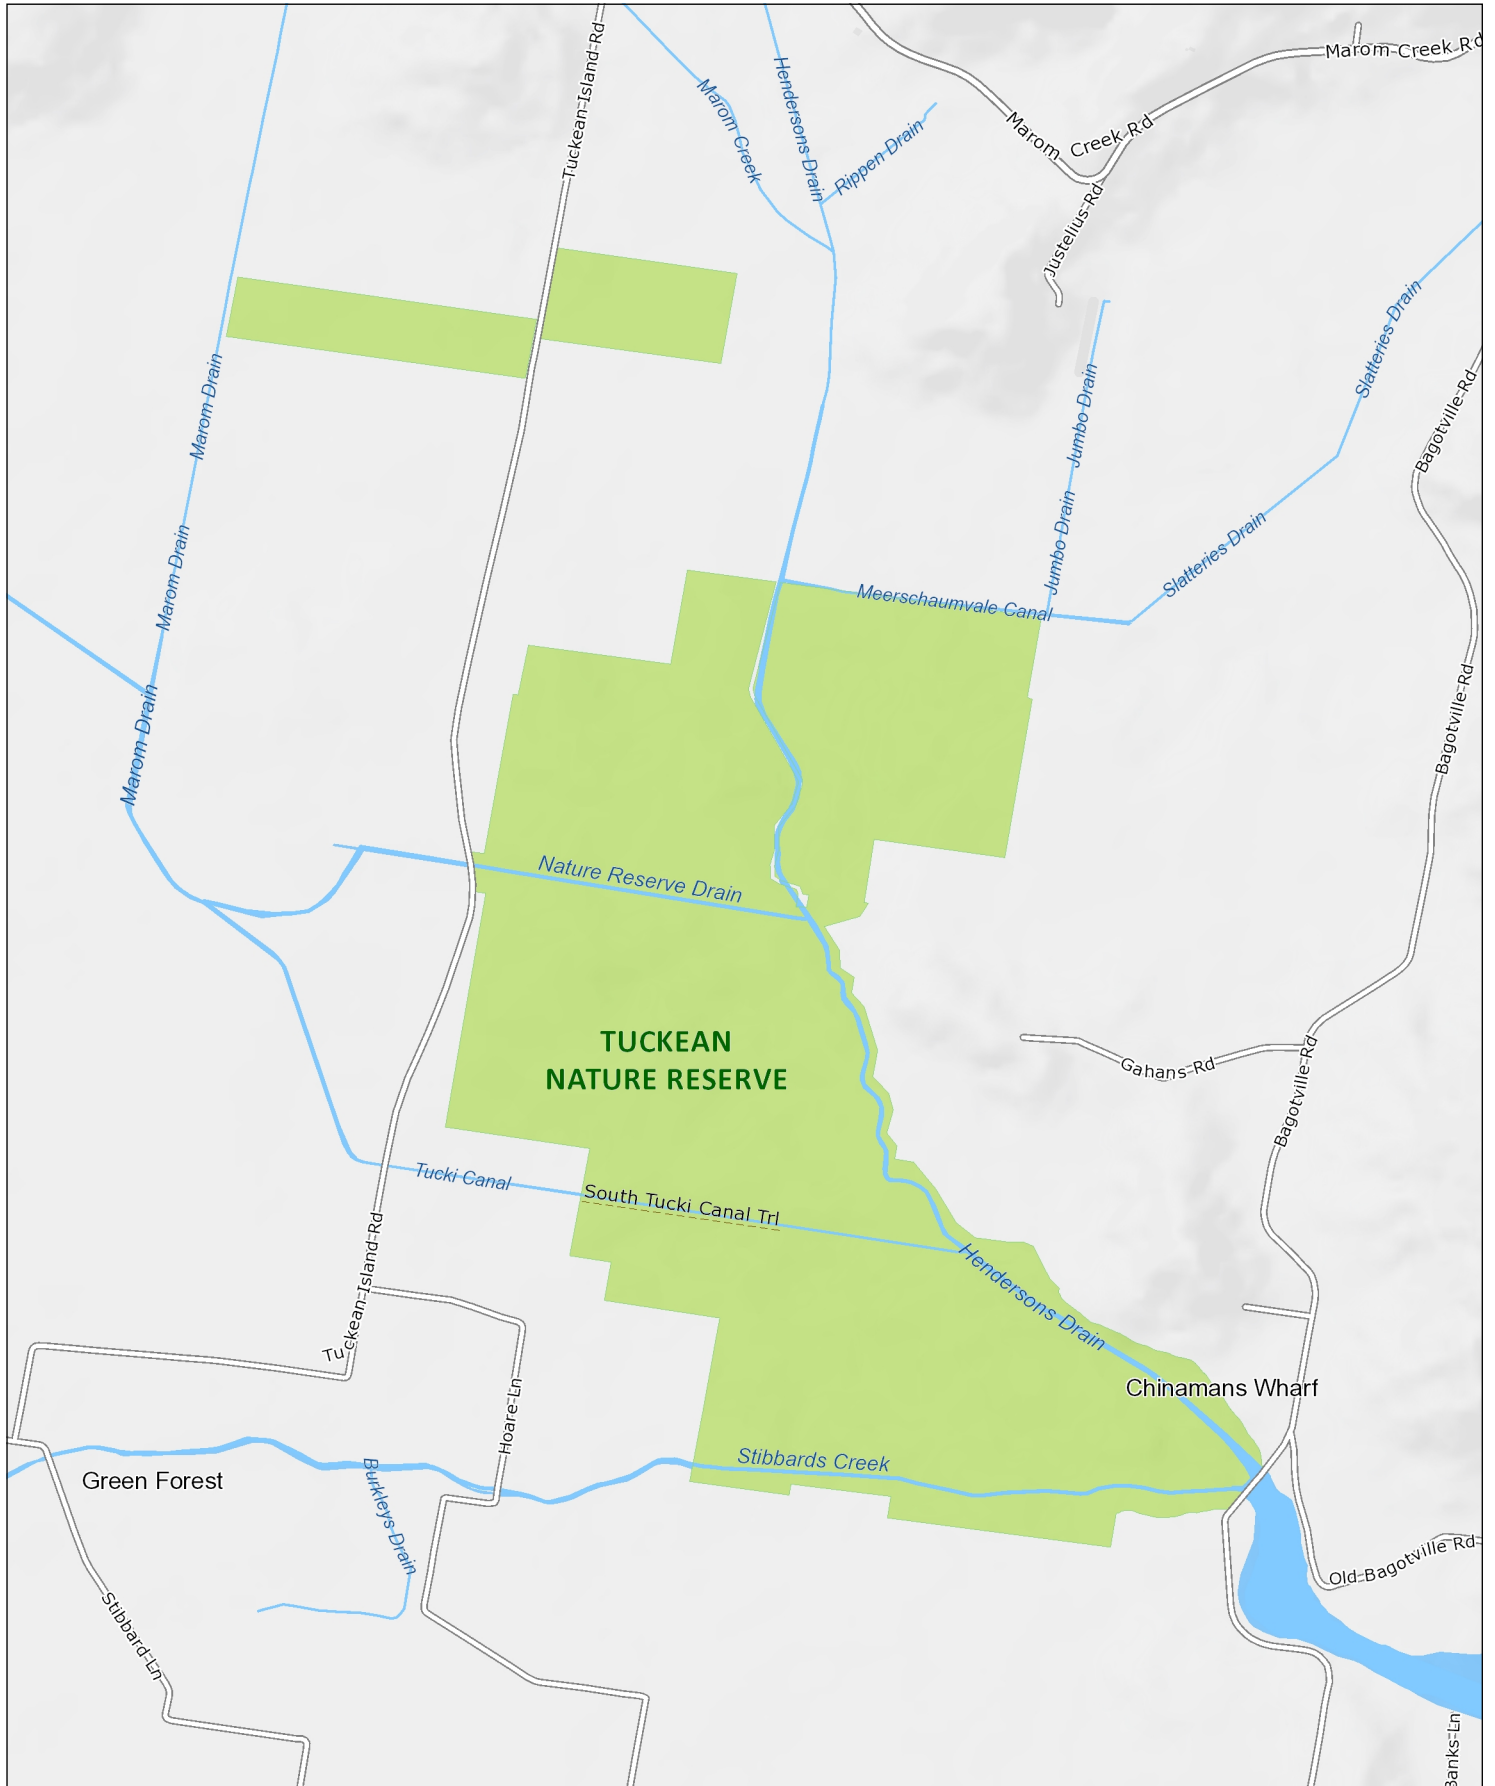 Marom Creek Rd
Tuckean-Island-Rd
Marom Creek
Hendersons Drain
Rippen Drain
Marom
Creek Rd
Justelius-Rd
Slatteries Drain
Marom Drain
Jumbo Drain
Bagotville-Rd
Jumbo Drain
Slatteries Drain
Marom Drain
Meerschaumvale Canal
Marom Drain
Bagotville-Rd
Nature Reserve Drain
TUCKEAN
NATURE RESERVE
Gahans-Rd
Bagotville-Rd
Tucki Canal
South Tucki Canal Trl
Tuckean-Island-Rd
Hendersons Drain
Chinamans Wharf
Hoare-Ln
Stibbards Creek
Green Forest
Burkleys Drain
Old-Bagotville Rd
Stibbard-Ln
Banks-Ln